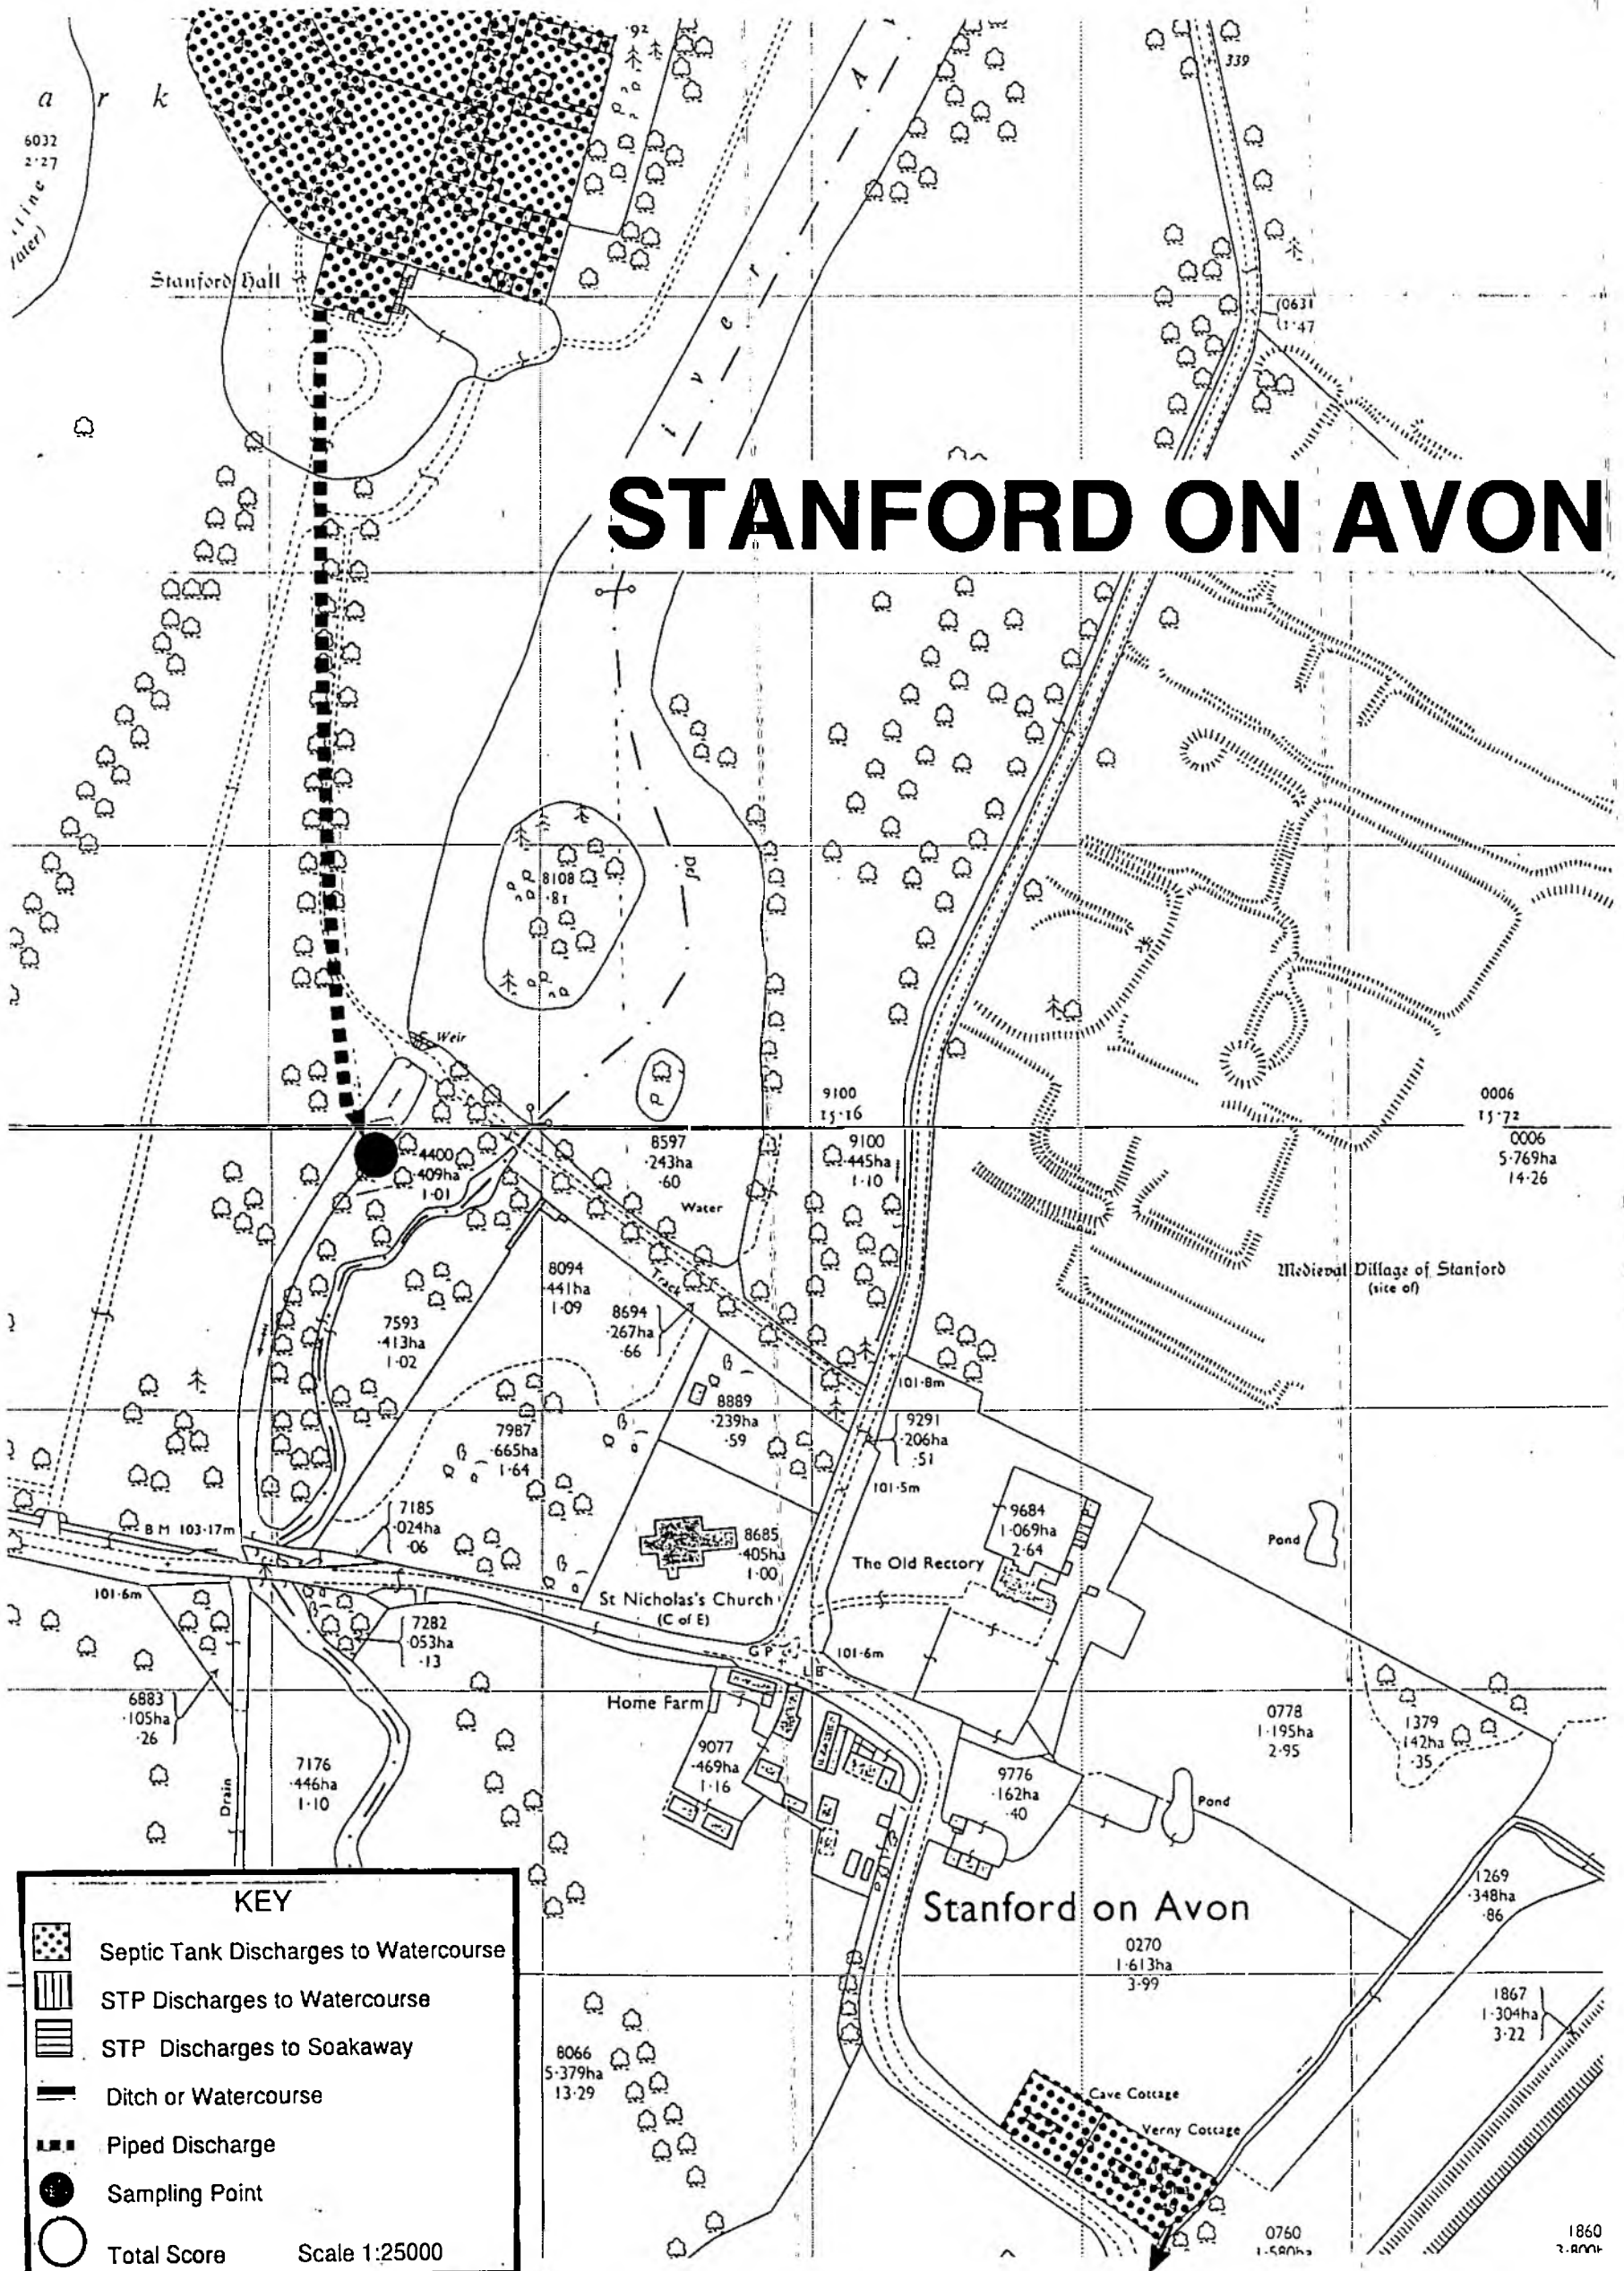 a r k
6032
2·27
·92
339
Stanford Hall
(0631
(1·47
i v e r A
STANFORD ON AVON
8108
·81
Weir
9100
15·16
0006
15·72
4400
·409ha
1·01
8597
·243ha
·60
9100
·445ha
1·10
0006
5·769ha
14·26
Water
Medieval Village of Stanford
(site of)
8094
·441ha
1·09
Track
7593
·413ha
1·02
8694
·267ha
·66
101·8m
8889
·239ha
·59
9291
·206ha
·51
7987
·665ha
1·64
101·5m
7185
·024ha
·06
B M 103·17m
8685
·405ha
1·00
9684
1·069ha
2·64
Pond
The Old Rectory
101·6m
St Nicholas's Church
(C of E)
7282
·053ha
·13
G P
L B
101·6m
6883
·105ha
·26
Home Farm
0778
1·195ha
2·95
1379
·142ha
·35
9077
·469ha
1·16
7176
·446ha
1·10
Drain
9776
·162ha
·40
Pond
1269
·348ha
·86
Stanford on Avon
0270
1·613ha
3·99
1867
1·304ha
3·22
8066
5·379ha
13·29
Cave Cottage
Verny Cottage
0760
1·580ha
1860
KEY
Septic Tank Discharges to Watercourse
STP Discharges to Watercourse
STP Discharges to Soakaway
Ditch or Watercourse
Piped Discharge
Sampling Point
Total Score Scale 1:25000